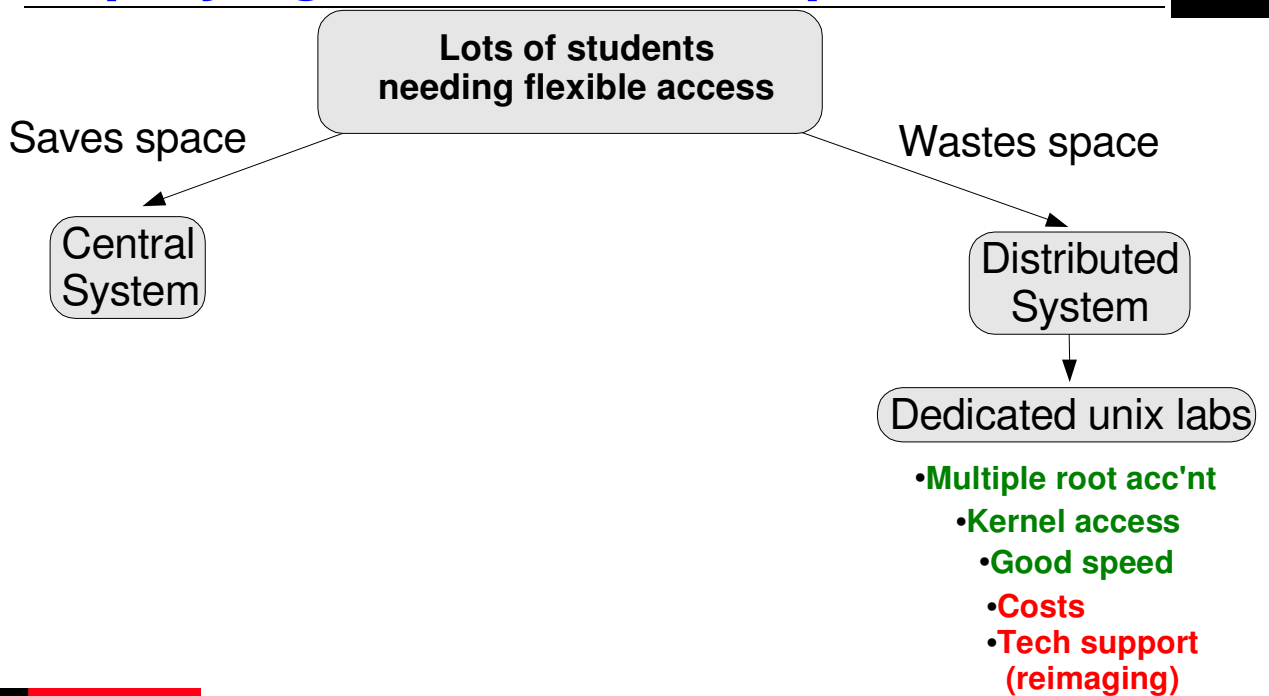 Lots of students
needing flexible access
Saves space
Wastes space
Central
System
Distributed
System
Dedicated unix labs
•Multiple root acc'nt
•Kernel access
•Good speed
•Costs
•Tech support
(reimaging)